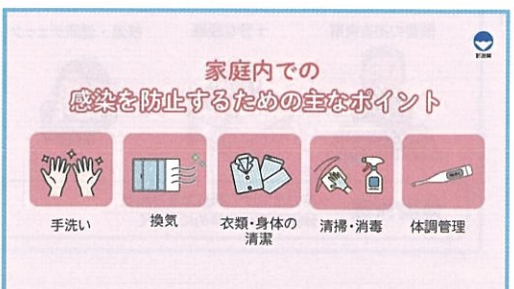 家庭内での
感染を防止するための主なポイント
手洗い
換気
衣類・身体の
清潔
清掃・消毒
体調管理